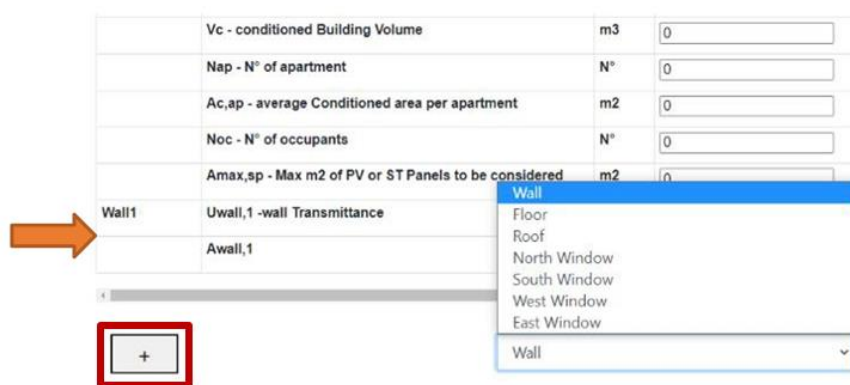 Vc - conditioned Building Volume m3 0
Nap - N° of apartment N° 0
Ac,ap - average Conditioned area per apartment m2 0
Noc - N° of occupants N° 0
Amax,sp - Max m2 of PV or ST Panels to be considered m2 0
Wall1 Uwall,1 -wall Transmittance
Awall,1
Wall
Floor
Roof
North Window
South Window
West Window
East Window
+ Wall